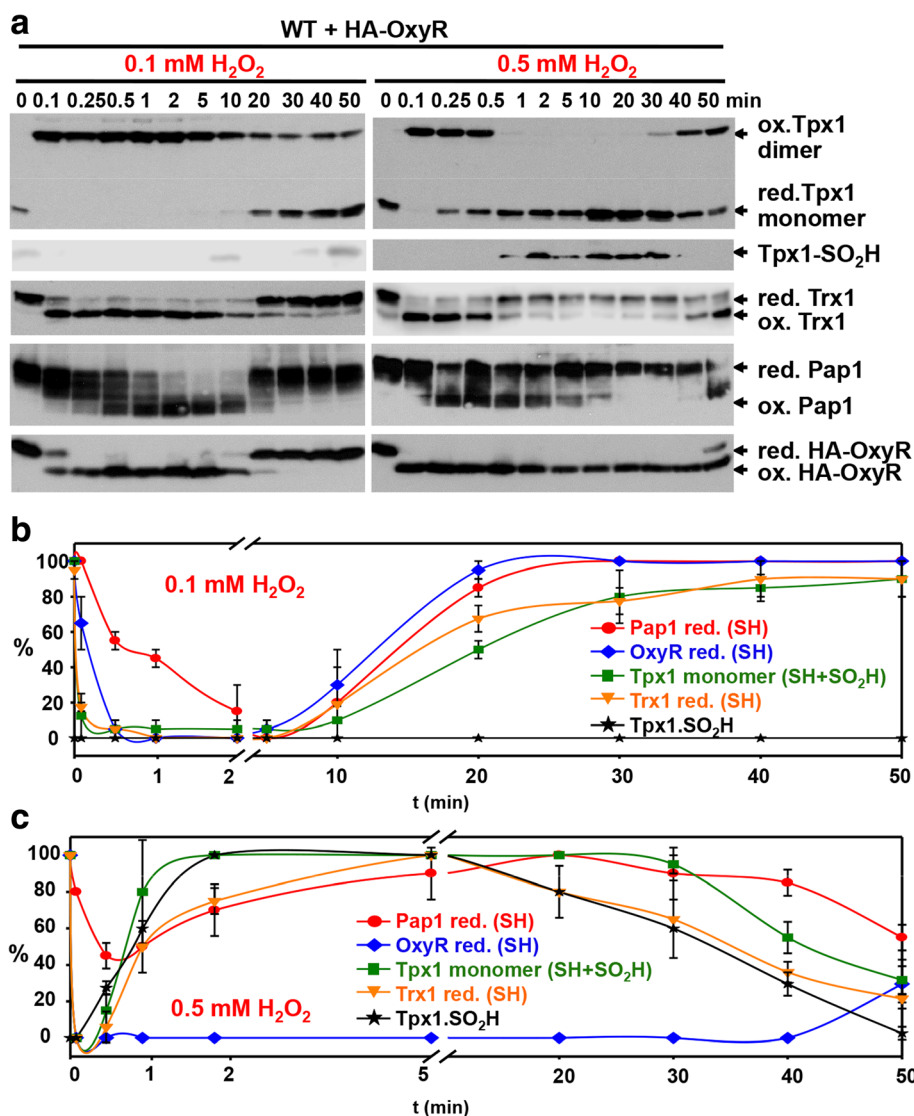 a
WT + HA-OxyR
0.1 mM H₂O₂ 0.5 mM H₂O₂
0 0.1 0.25 0.5 1 2 5 10 20 30 40 50 0 0.1 0.25 0.5 1 2 5 10 20 30 40 50 min
ox.Tpx1
dimer
red.Tpx1
monomer
Tpx1-SO₂H
red. Trx1
ox. Trx1
red. Pap1
ox. Pap1
red. HA-OxyR
ox. HA-OxyR
b
100
80
60
40
20
0
%
0.1 mM H₂O₂
Pap1 red. (SH)
OxyR red. (SH)
Tpx1 monomer (SH+SO₂H)
Trx1 red. (SH)
Tpx1.SO₂H
0 1 2 10 20 30 40 50
t (min)
c
100
80
60
40
20
0
%
Pap1 red. (SH)
OxyR red. (SH)
Tpx1 monomer (SH+SO₂H)
Trx1 red. (SH)
Tpx1.SO₂H
0.5 mM H₂O₂
0 1 2 5 20 30 40 50
t (min)